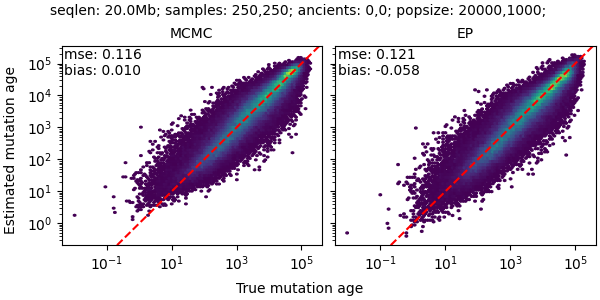 seqlen: 20.0Mb; samples: 250,250; ancients: 0,0; popsize: 20000,1000;
MCMC
EP
mse: 0.116
bias: 0.010
mse: 0.121
bias: -0.058
Estimated mutation age
10⁵
10⁴
10³
10²
10¹
10⁰
10⁻¹
10¹
10³
10⁵
10⁻¹
10¹
10³
10⁵
True mutation age